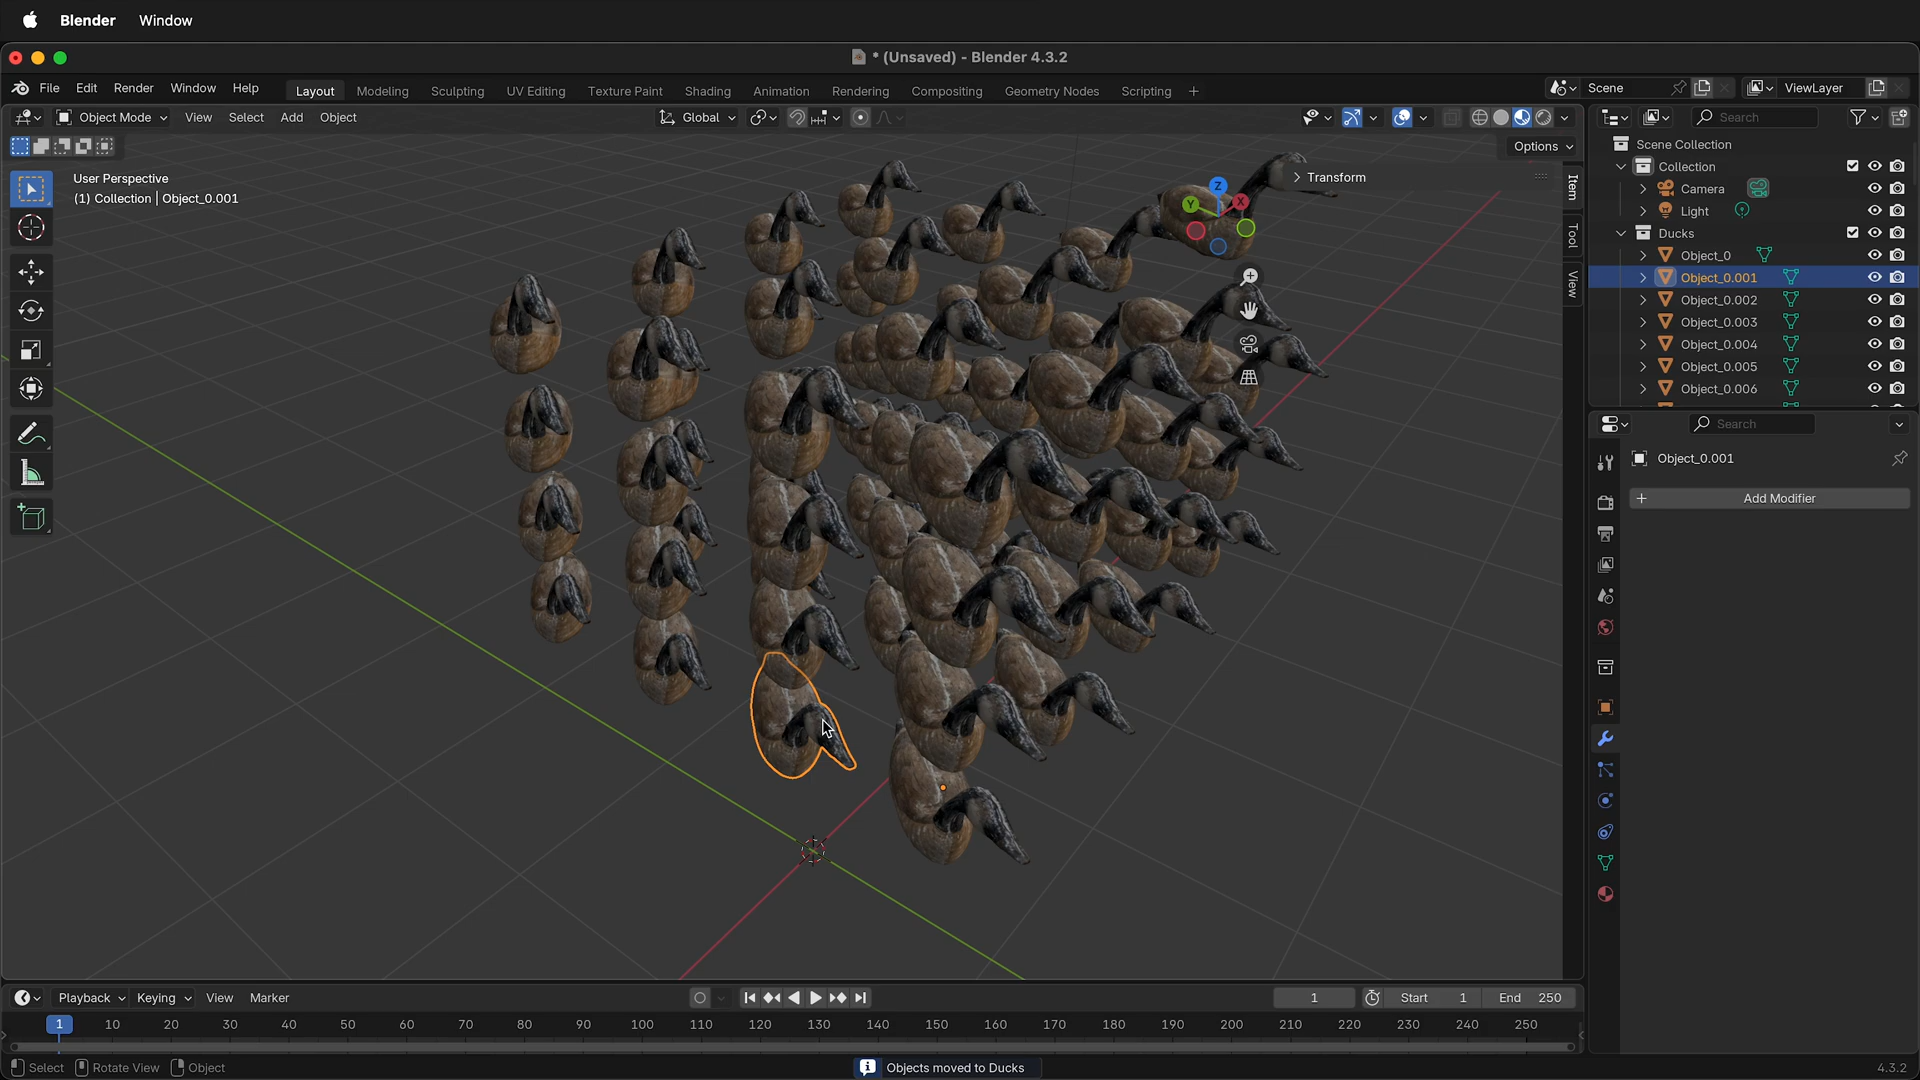 Blender Window
* (Unsaved) - Blender 4.3.2
File Edit Render Window Help Layout Modeling Sculpting UV Editing Texture Paint Shading Animation Rendering Compositing Geometry Nodes Scripting + Scene ViewLayer
Object Mode View Select Add Object Global Search
Options
User Perspective
(1) Collection | Object_0.001
Transform
Z
Y
X
Item
Tool
View
Scene Collection
Collection
Camera
Light
Ducks
Object_0
Object_0.001
Object_0.002
Object_0.003
Object_0.004
Object_0.005
Object_0.006
Search
Object_0.001
+ Add Modifier
Playback Keying View Marker 1 Start 1 End 250
1 10 20 30 40 50 60 70 80 90 100 110 120 130 140 150 160 170 180 190 200 210 220 230 240 250
Select Rotate View Object Objects moved to Ducks 4.3.2